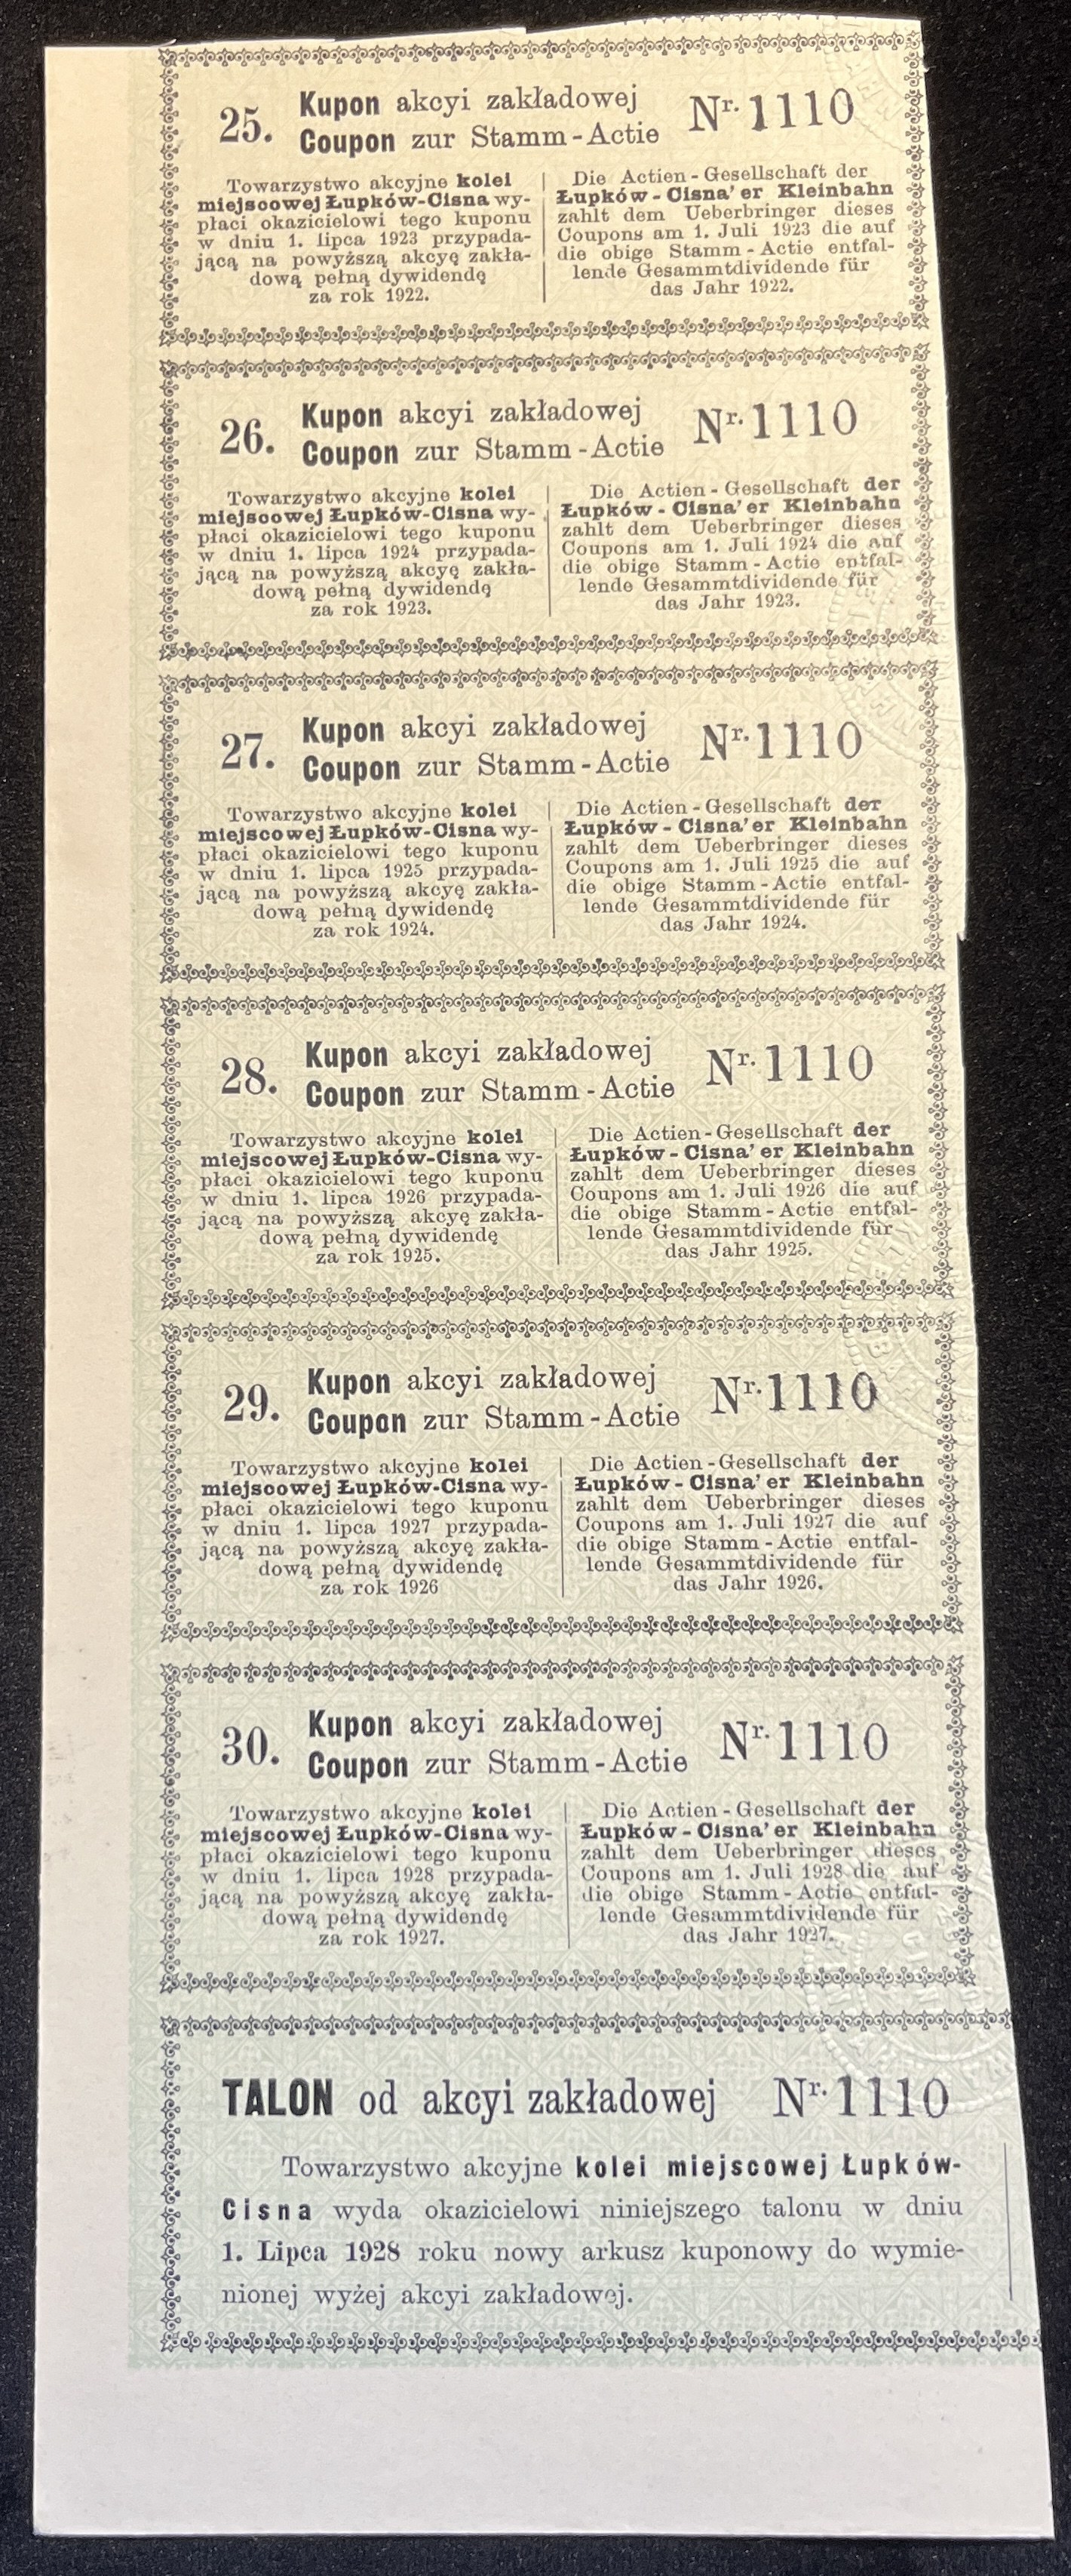 25.
Kupon akcyi zakładowej
Coupon zur Stamm-Actie
Nr. 1110
Towarzystwo akcyjne kolei
miejscowej Łupków-Cisna wy-
płaci okazicielowi tego kuponu
w dniu 1. lipca 1923 przypada-
jącą na powyższą akcyę zakła-
dową pełną dywidendę
za rok 1922.
Die Actien-Gesellschaft der
Łupków-Cisna'er Kleinbahn
zahlt dem Ueberbringer dieses
Coupons am 1. Juli 1923 die auf
die obige Stamm-Actie entfal-
lende Gesammtdividende für
das Jahr 1922.
26.
Kupon akcyi zakładowej
Coupon zur Stamm-Actie
Nr. 1110
Towarzystwo akcyjne kolei
miejscowej Łupków-Cisna wy-
płaci okazicielowi tego kuponu
w dniu 1. lipca 1924 przypada-
jącą na powyższą akcyę zakła-
dową pełną dywidendę
za rok 1923.
Die Actien-Gesellschaft der
Łupków-Cisna'er Kleinbahn
zahlt dem Ueberbringer dieses
Coupons am 1. Juli 1924 die auf
die obige Stamm-Actie entfal-
lende Gesammtdividende für
das Jahr 1923.
27.
Kupon akcyi zakładowej
Coupon zur Stamm-Actie
Nr. 1110
Towarzystwo akcyjne kolei
miejscowej Łupków-Cisna wy-
płaci okazicielowi tego kuponu
w dniu 1. lipca 1925 przypada-
jącą na powyższą akcyę zakła-
dową pełną dywidendę
za rok 1924.
Die Actien-Gesellschaft der
Łupków-Cisna'er Kleinbahn
zahlt dem Ueberbringer dieses
Coupons am 1. Juli 1925 die auf
die obige Stamm-Actie entfal-
lende Gesammtdividende für
das Jahr 1924.
28.
Kupon akcyi zakładowej
Coupon zur Stamm-Actie
Nr. 1110
Towarzystwo akcyjne kolei
miejscowej Łupków-Cisna wy-
płaci okazicielowi tego kuponu
w dniu 1. lipca 1926 przypada-
jącą na powyższą akcyę zakła-
dową pełną dywidendę
za rok 1925.
Die Actien-Gesellschaft der
Łupków-Cisna'er Kleinbahn
zahlt dem Ueberbringer dieses
Coupons am 1. Juli 1926 die auf
die obige Stamm-Actie entfal-
lende Gesammtdividende für
das Jahr 1925.
29.
Kupon akcyi zakładowej
Coupon zur Stamm-Actie
Nr. 1110
Towarzystwo akcyjne kolei
miejscowej Łupków-Cisna wy-
płaci okazicielowi tego kuponu
w dniu 1. lipca 1927 przypada-
jącą na powyższą akcyę zakła-
dową pełną dywidendę
za rok 1926
Die Actien-Gesellschaft der
Łupków-Cisna'er Kleinbahn
zahlt dem Ueberbringer dieses
Coupons am 1. Juli 1927 die auf
die obige Stamm-Actie entfal-
lende Gesammtdividende für
das Jahr 1926.
30.
Kupon akcyi zakładowej
Coupon zur Stamm-Actie
Nr. 1110
Towarzystwo akcyjne kolei
miejscowej Łupków-Cisna wy-
płaci okazicielowi tego kuponu
w dniu 1. lipca 1928 przypada-
jącą na powyższą akcyę zakła-
dową pełną dywidendę
za rok 1927.
Die Actien-Gesellschaft der
Łupków-Cisna'er Kleinbahn
zahlt dem Ueberbringer dieses
Coupons am 1. Juli 1928 die auf
die obige Stamm-Actie entfal-
lende Gesammtdividende für
das Jahr 1927.
TALON od akcyi zakładowej Nr. 1110
Towarzystwo akcyjne kolei miejscowej Łupków-
Cisna wyda okazicielowi niniejszego talonu w dniu
1. Lipca 1928 roku nowy arkusz kuponowy do wymie-
nionej wyżej akcyi zakładowej.